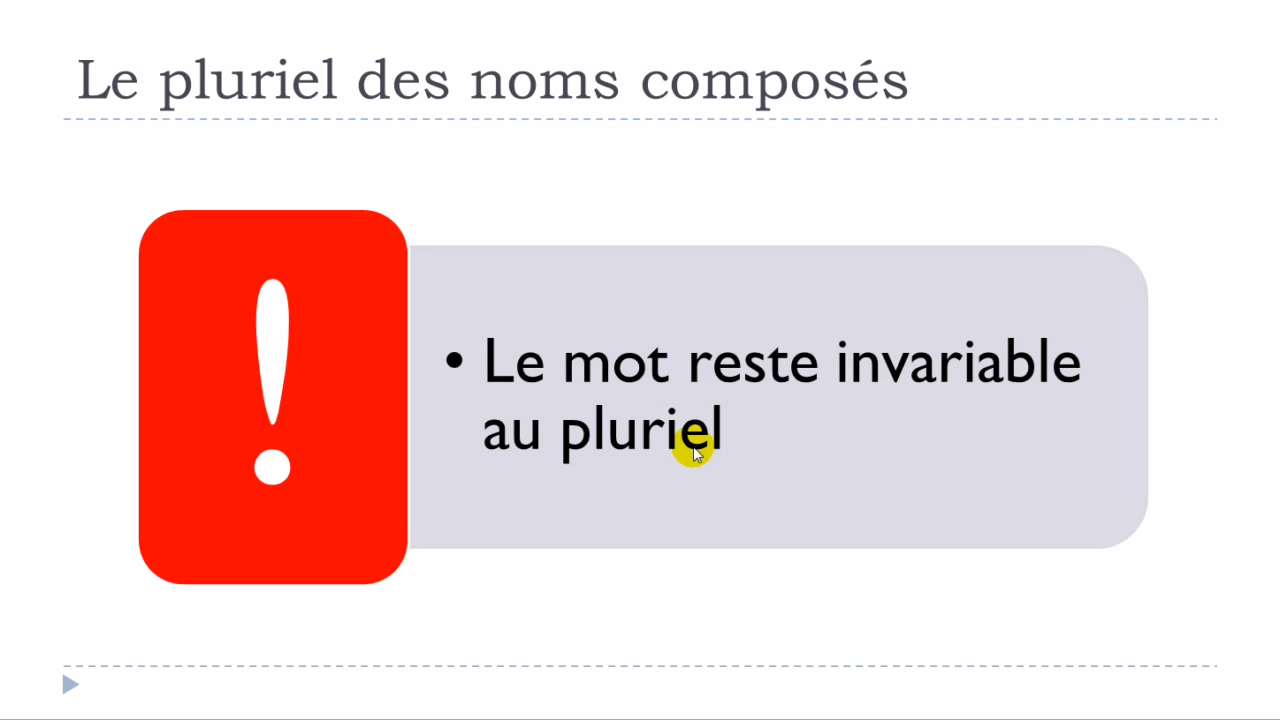 Le pluriel des noms composés
!
• Le mot reste invariable
au pluriel